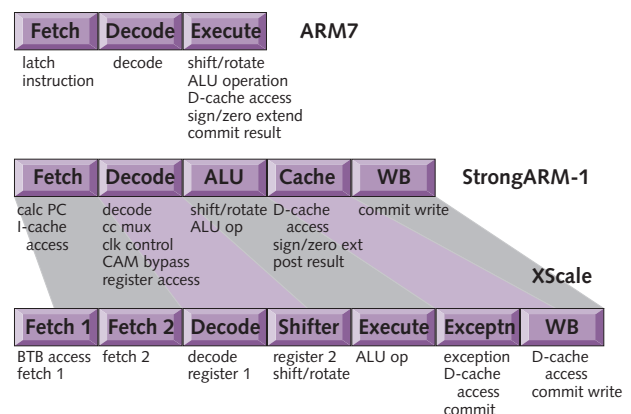 Fetch Decode Execute ARM7
latch decode shift/rotate
instruction ALU operation
D-cache access
sign/zero extend
commit result
Fetch Decode ALU Cache WB StrongARM-1
calc PC decode shift/rotate D-cache commit write
I-cache cc mux ALU op access
access clk control sign/zero ext
CAM bypass post result
register access
XScale
Fetch 1 Fetch 2 Decode Shifter Execute Exceptn WB
BTB access fetch 2 decode register 2 ALU op exception D-cache
fetch 1 register 1 shift/rotate D-cache access
access commit write
commit